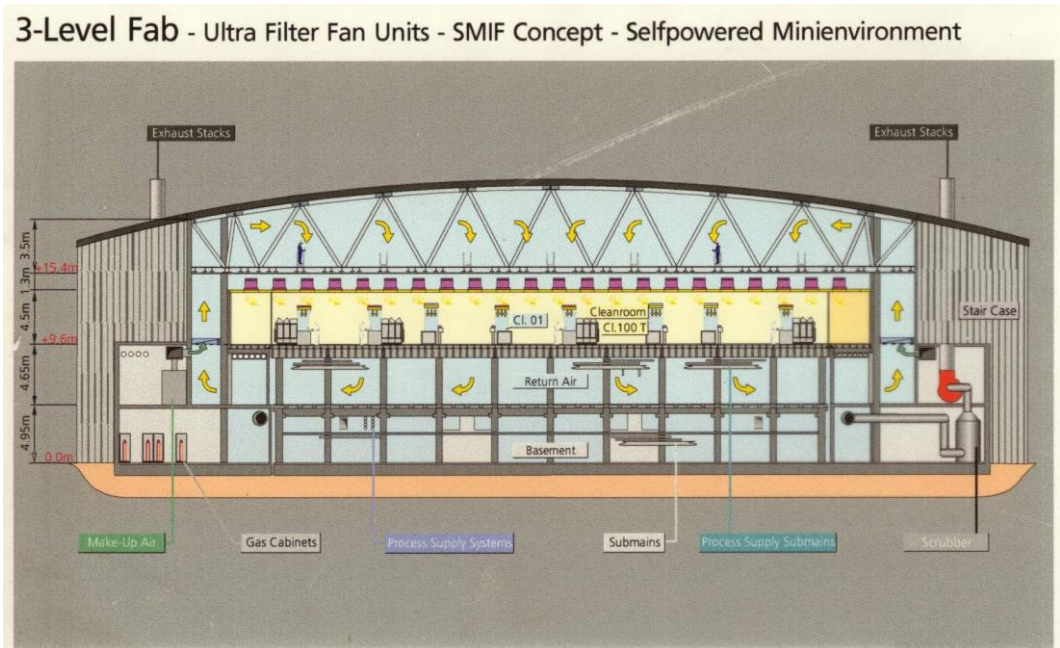 3-Level Fab - Ultra Filter Fan Units - SMIF Concept - Selfpowered Minienvironment
Exhaust Stacks
Exhaust Stacks
3.5m
+15.4m
1.3m
4.5m
Cleanroom
Cl. 01
Cl.100 T
Stair Case
+9.6m
4.65m
Return Air
4.95m
Basement
0.0m
Make-Up Air
Gas Cabinets
Process Supply Systems
Submains
Process Supply Submains
Scrubber